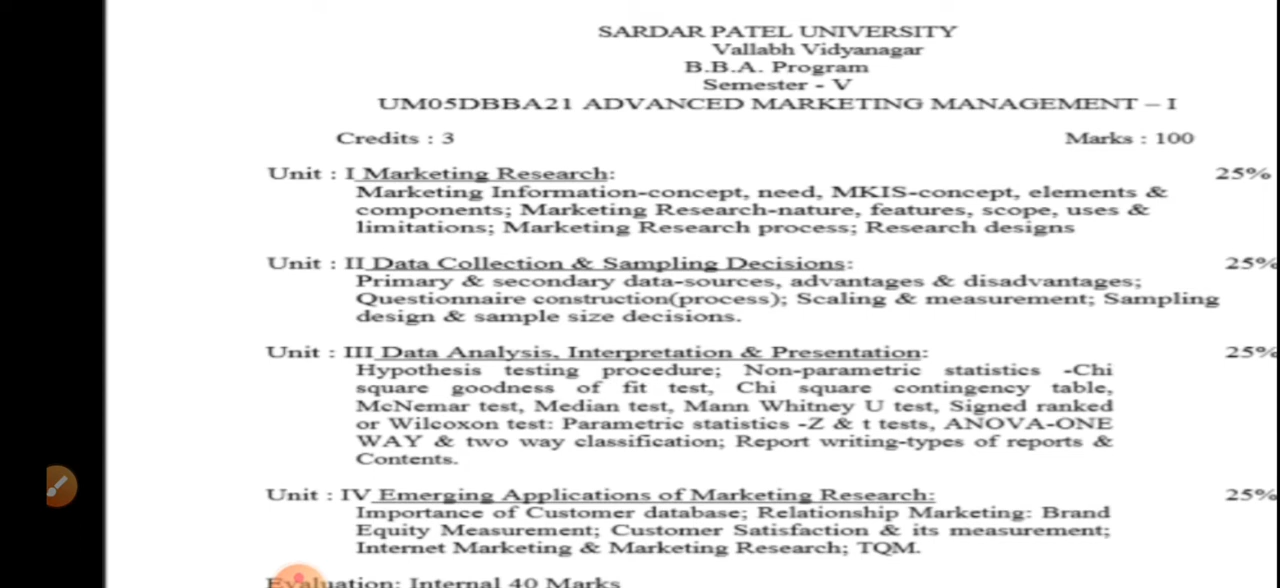 SARDAR PATEL UNIVERSITY
Vallabh Vidyanagar
B.B.A. Program
Semester - V
UM05DBBA21 ADVANCED MARKETING MANAGEMENT – I
Credits : 3 Marks : 100
Unit : I Marketing Research: 25%
Marketing Information-concept, need, MKIS-concept, elements &
components; Marketing Research-nature, features, scope, uses &
limitations; Marketing Research process; Research designs
Unit : II Data Collection & Sampling Decisions: 25%
Primary & secondary data-sources, advantages & disadvantages;
Questionnaire construction(process); Scaling & measurement; Sampling
design & sample size decisions.
Unit : III Data Analysis, Interpretation & Presentation: 25%
Hypothesis testing procedure; Non-parametric statistics -Chi
square goodness of fit test, Chi square contingency table,
McNemar test, Median test, Mann Whitney U test, Signed ranked
or Wilcoxon test: Parametric statistics -Z & t tests, ANOVA-ONE
WAY & two way classification; Report writing-types of reports &
Contents.
Unit : IV Emerging Applications of Marketing Research: 25%
Importance of Customer database; Relationship Marketing: Brand
Equity Measurement; Customer Satisfaction & its measurement;
Internet Marketing & Marketing Research; TQM.
Evaluation: Internal 40 Marks